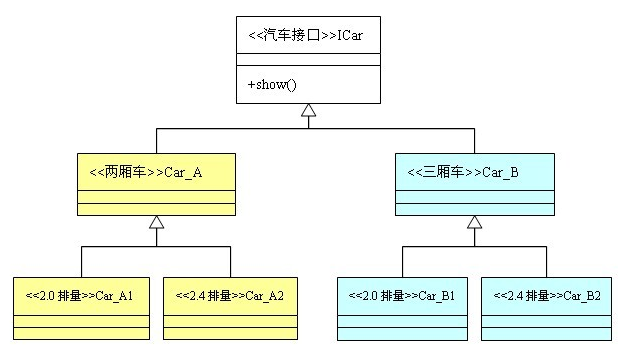 <<汽车接口>>ICar
+show()
<<两厢车>>Car_A
<<三厢车>>Car_B
<<2.0 排量>>Car_A1
<<2.4 排量>>Car_A2
<<2.0 排量>>Car_B1
<<2.4 排量>>Car_B2